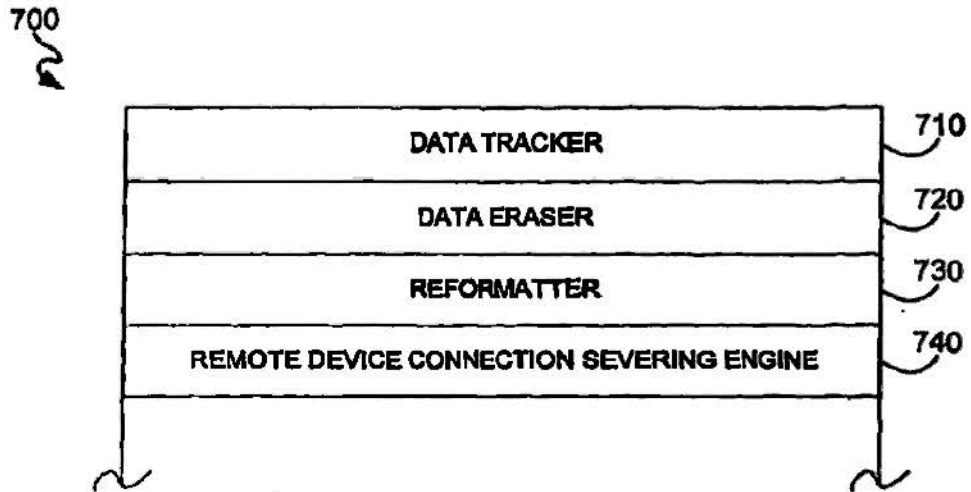 700
DATA TRACKER
710
DATA ERASER
720
REFORMATTER
730
REMOTE DEVICE CONNECTION SEVERING ENGINE
740